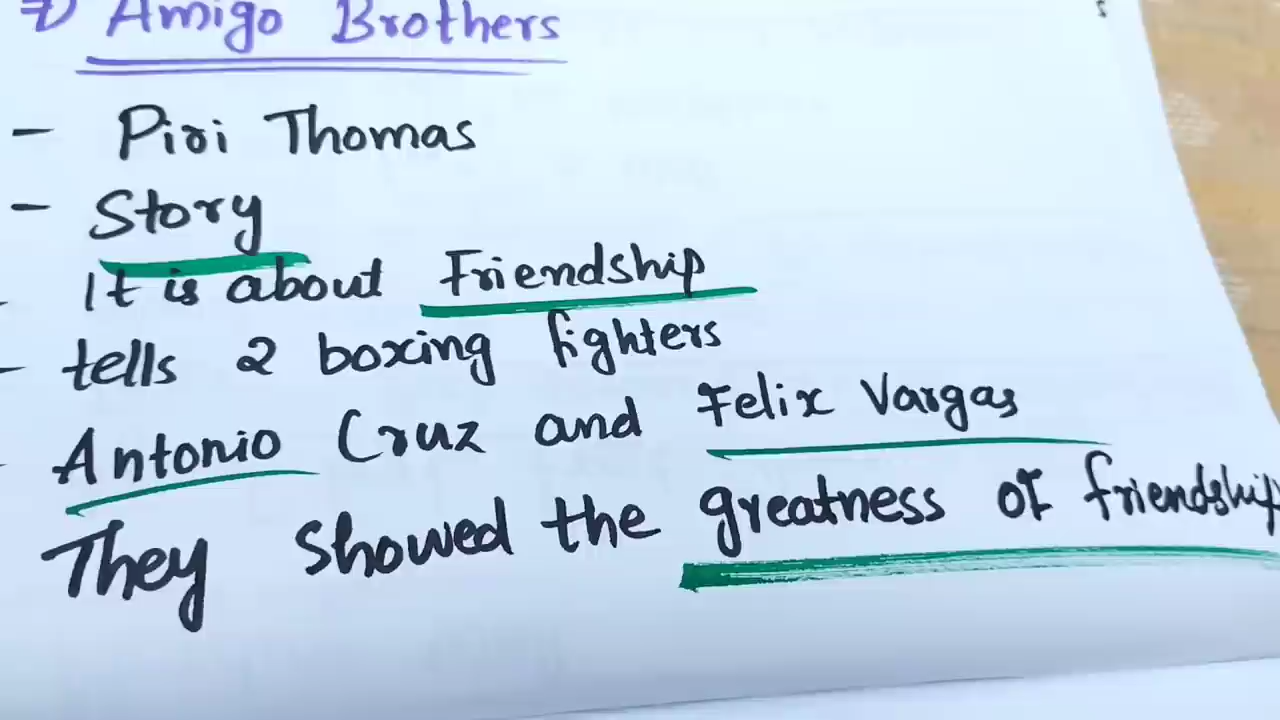 7) Amigo Brothers
- Piri Thomas
- Story
- It is about Friendship
- tells 2 boxing fighters
- Antonio Cruz and Felix Vargas
They showed the greatness of friendship